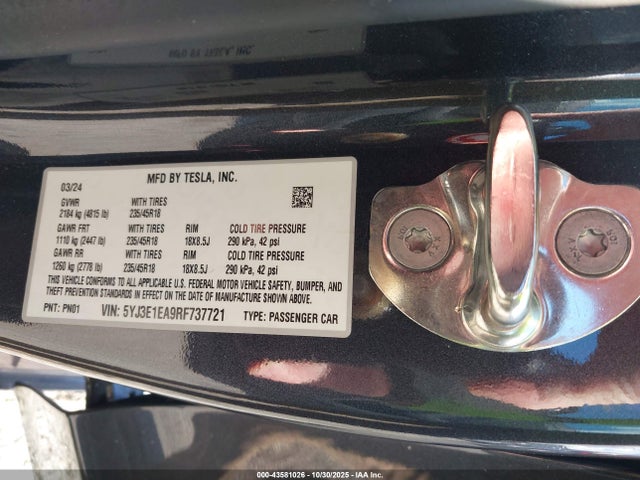 03/24 MFD BY TESLA, INC.
GVWR WITH TIRES
2184 kg (4815 lb) 235/45R18
GAWR FRT WITH TIRES RIM COLD TIRE PRESSURE
1110 kg (2447 lb) 235/45R18 18X8.5J 290 kPa, 42 psi
GAWR RR WITH TIRES RIM COLD TIRE PRESSURE
1260 kg (2778 lb) 235/45R18 18X8.5J 290 kPa, 42 psi
THIS VEHICLE CONFORMS TO ALL APPLICABLE U.S. FEDERAL MOTOR VEHICLE SAFETY, BUMPER, AND
THEFT PREVENTION STANDARDS IN EFFECT ON THE DATE OF MANUFACTURE SHOWN ABOVE.
PNT: PN01 VIN: 5YJ3E1EA9RF737721 TYPE: PASSENGER CAR
000-43581026 - 10/30/2025 - IAA Inc.